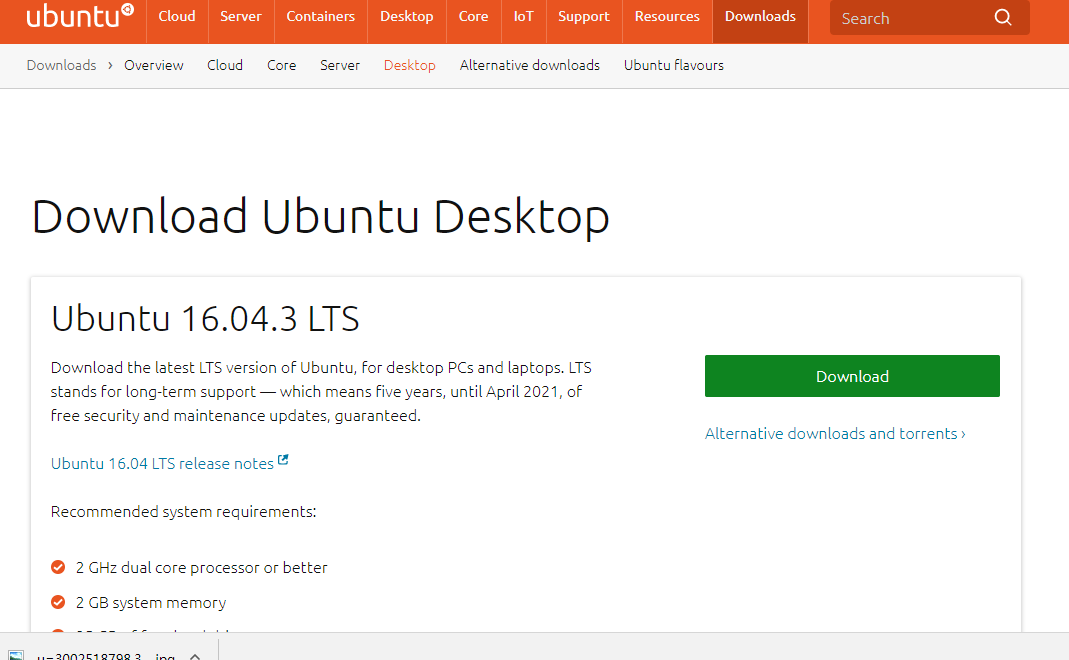 ubuntu
Cloud Server Containers Desktop Core IoT Support Resources Downloads Search
Downloads › Overview Cloud Core Server Desktop Alternative downloads Ubuntu flavours
Download Ubuntu Desktop
Ubuntu 16.04.3 LTS
Download the latest LTS version of Ubuntu, for desktop PCs and laptops. LTS
stands for long-term support — which means five years, until April 2021, of
free security and maintenance updates, guaranteed.
Download
Alternative downloads and torrents ›
Ubuntu 16.04 LTS release notes
Recommended system requirements:
2 GHz dual core processor or better
2 GB system memory
u=3002518798,3....jpg